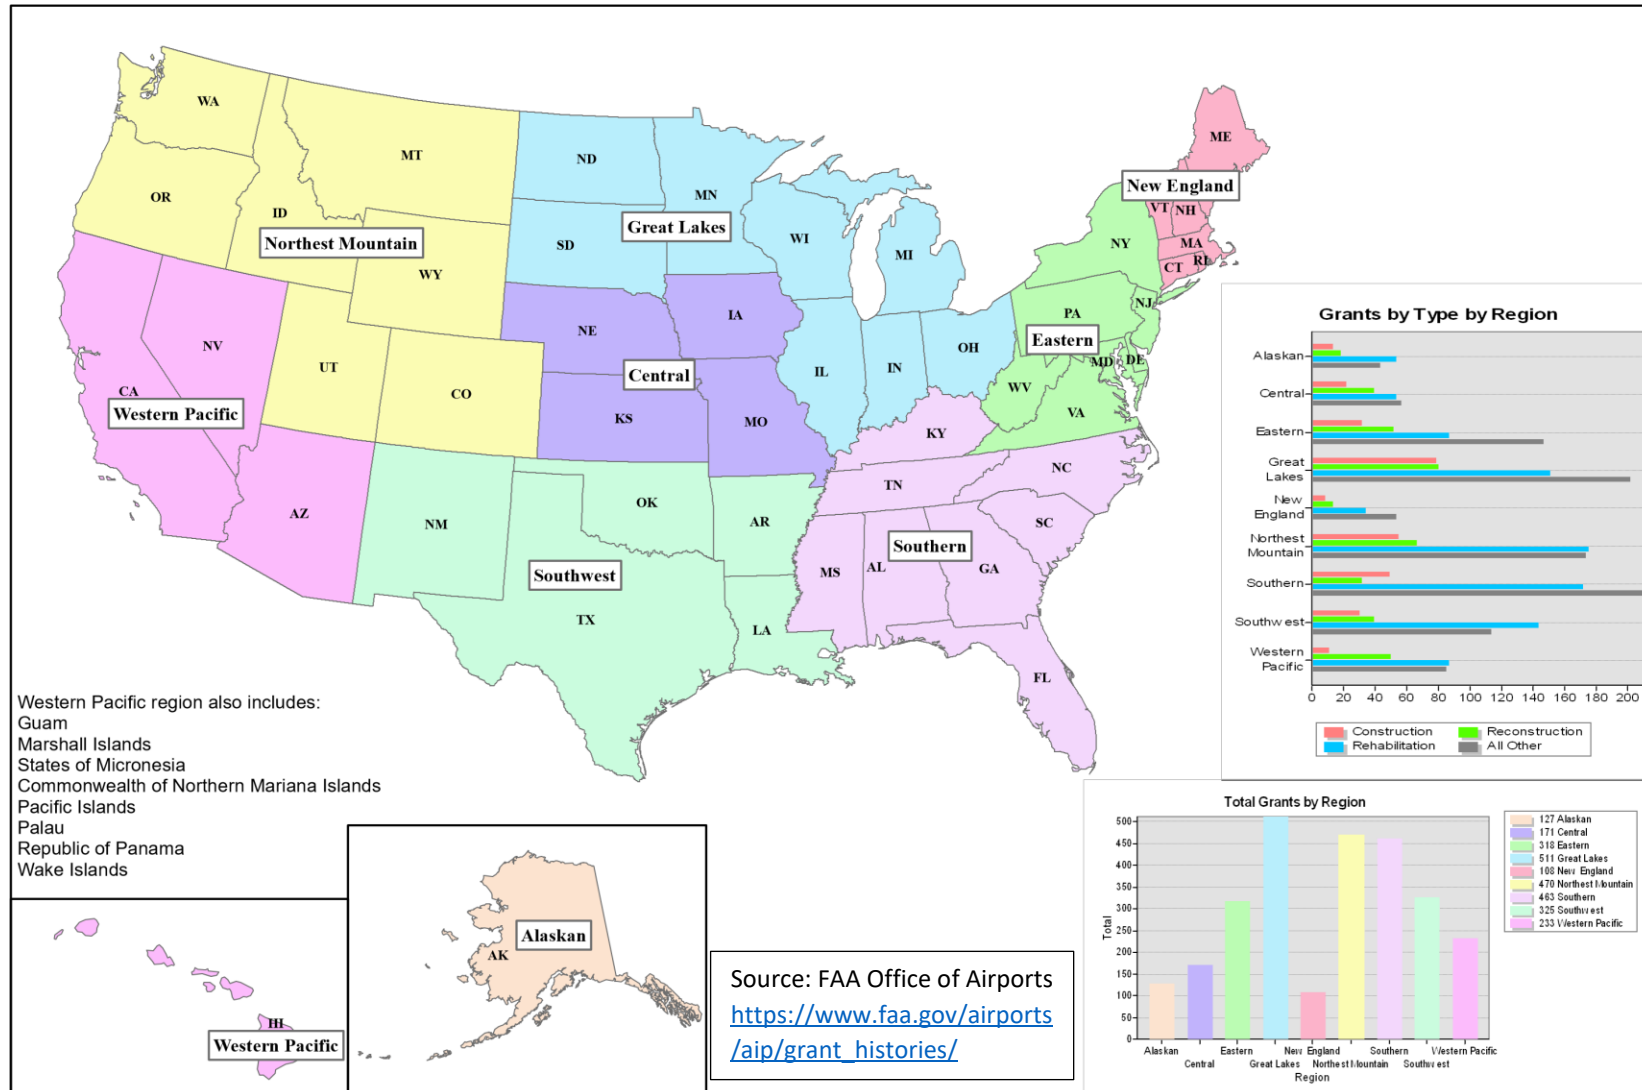 WA
MT
ND
MN
ME
OR
ID
Northest Mountain
WY
SD
Great Lakes
WI
MI
New England
VT
NH
MA
CT
RI
NY
NJ
PA
Eastern
MD
DE
WV
VA
OH
IN
IL
IA
NE
Central
KS
MO
NV
UT
CO
CA
Western Pacific
AZ
NM
OK
AR
Southwest
TX
LA
KY
TN
NC
SC
Southern
MS
AL
GA
FL
Grants by Type by Region
Alaskan
Central
Eastern
Great
Lakes
New
England
Northest
Mountain
Southern
Southwest
Western
Pacific
0 20 40 60 80 100 120 140 160 180 200
Construction Reconstruction
Rehabilitation All Other
Western Pacific region also includes:
Guam
Marshall Islands
States of Micronesia
Commonwealth of Northern Mariana Islands
Pacific Islands
Palau
Republic of Panama
Wake Islands
HI
Western Pacific
Alaskan
AK
Source: FAA Office of Airports
https://www.faa.gov/airports
/aip/grant_histories/
Total Grants by Region
500
450
400
350
300
250
200
150
100
50
0
Total
Alaskan Eastern New England Southern Western Pacific
Central Great Lakes Northest Mountain Southwest
Region
127 Alaskan
171 Central
318 Eastern
511 Great Lakes
108 New England
470 Northest Mountain
463 Southern
325 Southwest
233 Western Pacific